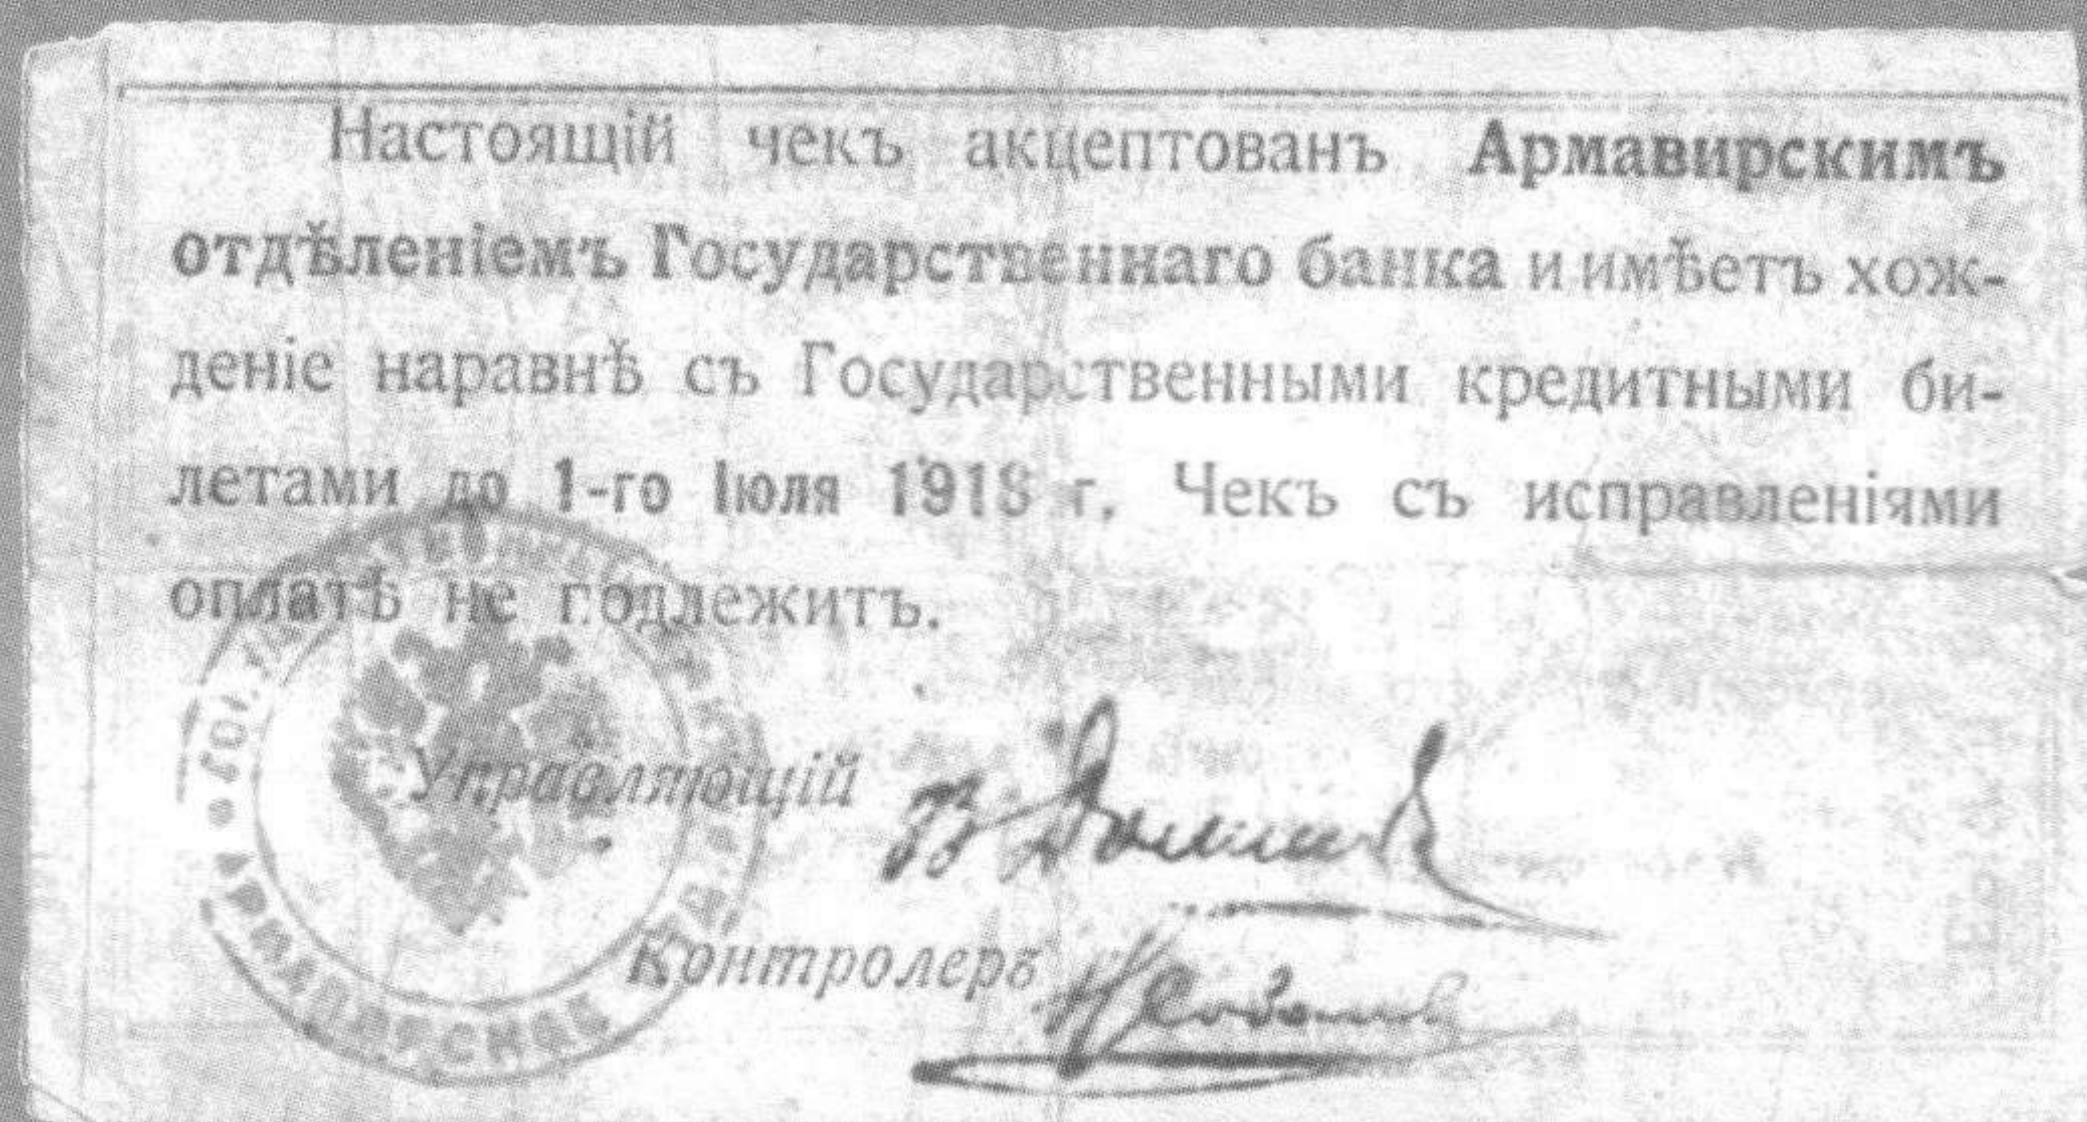 Настоящій чекъ акцептованъ Армавирскимъ
отдѣленіемъ Государственнаго банка и имѣетъ хож-
деніе наравнѣ съ Государственными кредитными би-
летами до 1-го Іюля 1918 г. Чекъ съ исправленіями
оплатѣ не подлежитъ.
Управляющій
Контролеръ